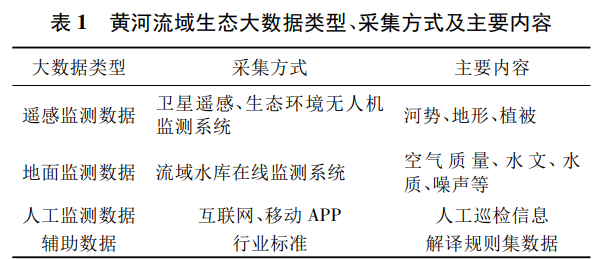 表 1 黄河流域生态大数据类型、采集方式及主要内容
大数据类型 采集方式 主要内容
遥感监测数据 卫星遥感、生态环境无人机监测系统 河势、地形、植被
地面监测数据 流域水库在线监测系统 空气质量、水文、水质、噪声等
人工监测数据 互联网、移动 APP 人工巡检信息
辅助数据 行业标准 解译规则集数据